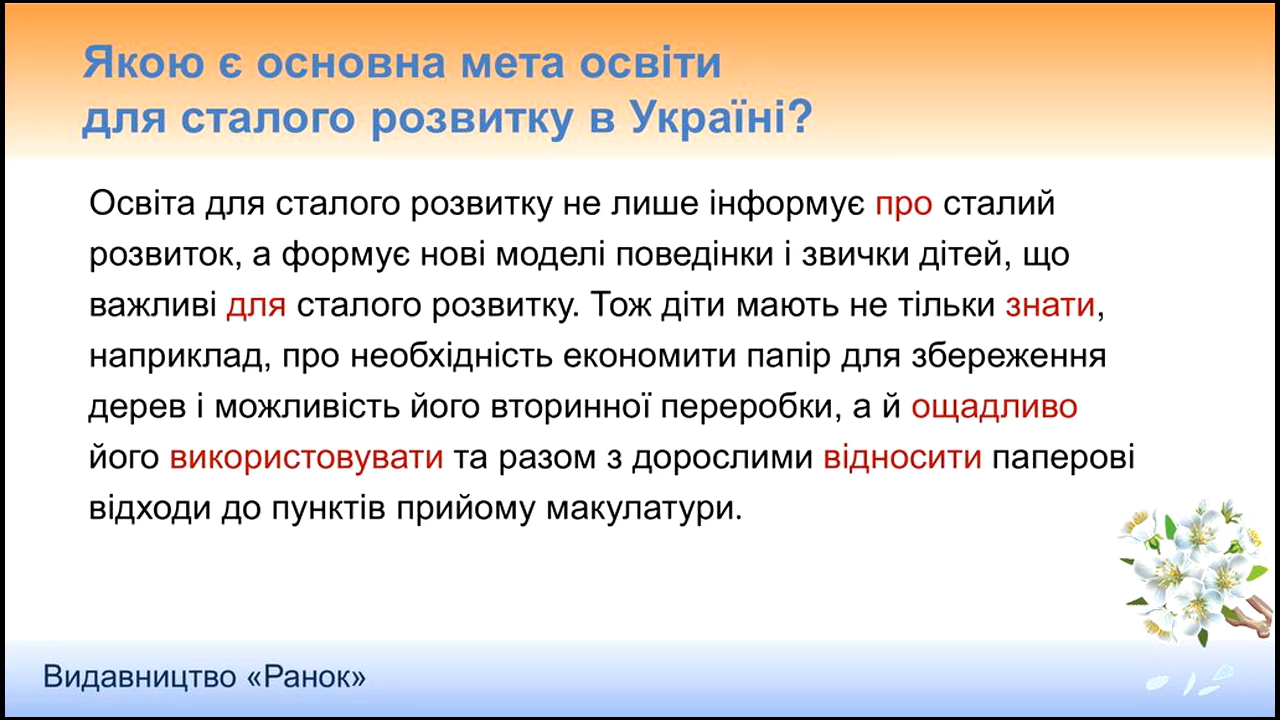 Якою є основна мета освіти
для сталого розвитку в Україні?
Освіта для сталого розвитку не лише інформує про сталий
розвиток, а формує нові моделі поведінки і звички дітей, що
важливі для сталого розвитку. Тож діти мають не тільки знати,
наприклад, про необхідність економити папір для збереження
дерев і можливість його вторинної переробки, а й ощадливо
його використовувати та разом з дорослими відносити паперові
відходи до пунктів прийому макулатури.
Видавництво «Ранок»